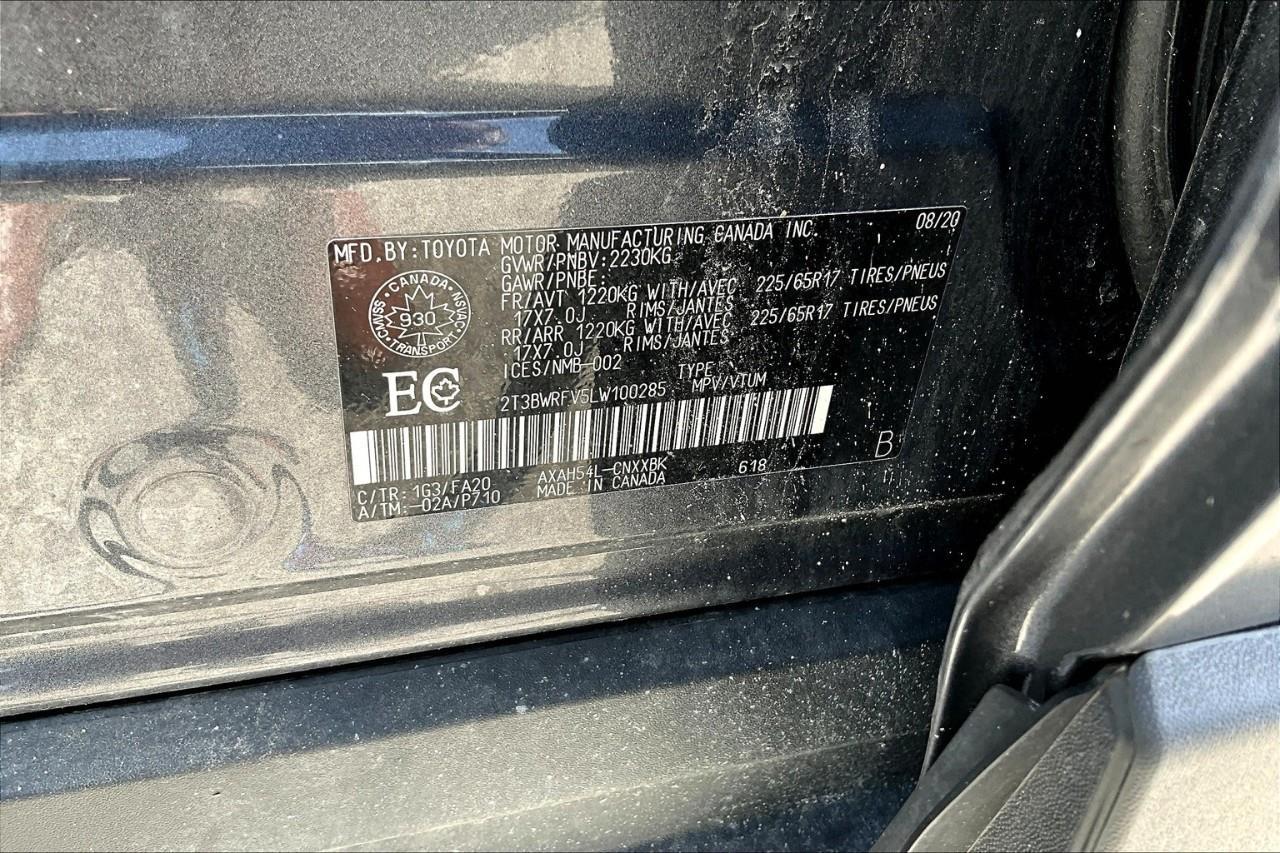 MFD.BY:TOYOTA MOTOR MANUFACTURING CANADA INC. 08/20
GVWR/PNBV:2230KG
GAWR/PNBE:
FR/AVT 1220KG WITH/AVEC 225/65R17 TIRES/PNEUS
17X7.0J RIMS/JANTES
RR/ARR 1220KG WITH/AVEC 225/65R17 TIRES/PNEUS
17X7.0J RIMS/JANTES
ICES/NMB-002 TYPE
2T3BWRFV5LW100285 MPV/VTUM
CANADA
CMVSS 930 NSVAC
TRANSPORT
EC
C/TR: 1G3/FA20 AXAH54L-CNXXBK 618 B
A/TM:-02A/P710 MADE IN CANADA